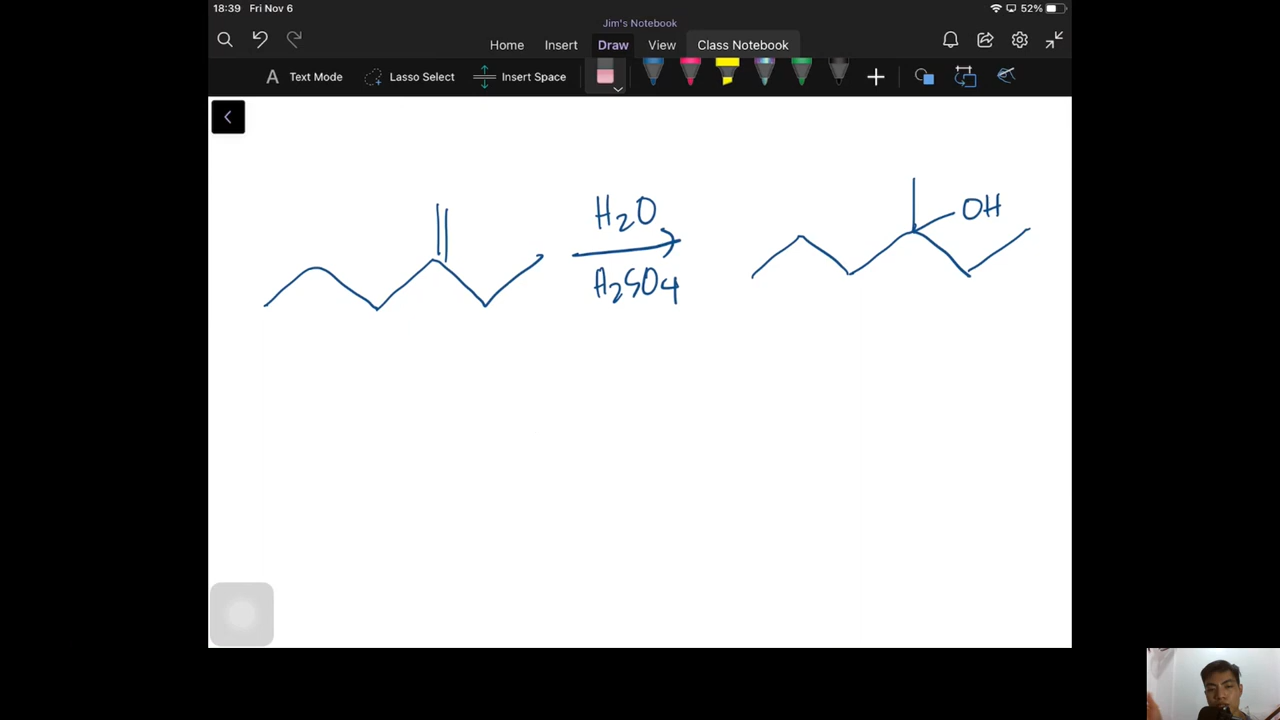 18:39 Fri Nov 6
52%
Jim's Notebook
Home Insert Draw View Class Notebook
A Text Mode Lasso Select Insert Space
H2O
H2SO4
OH